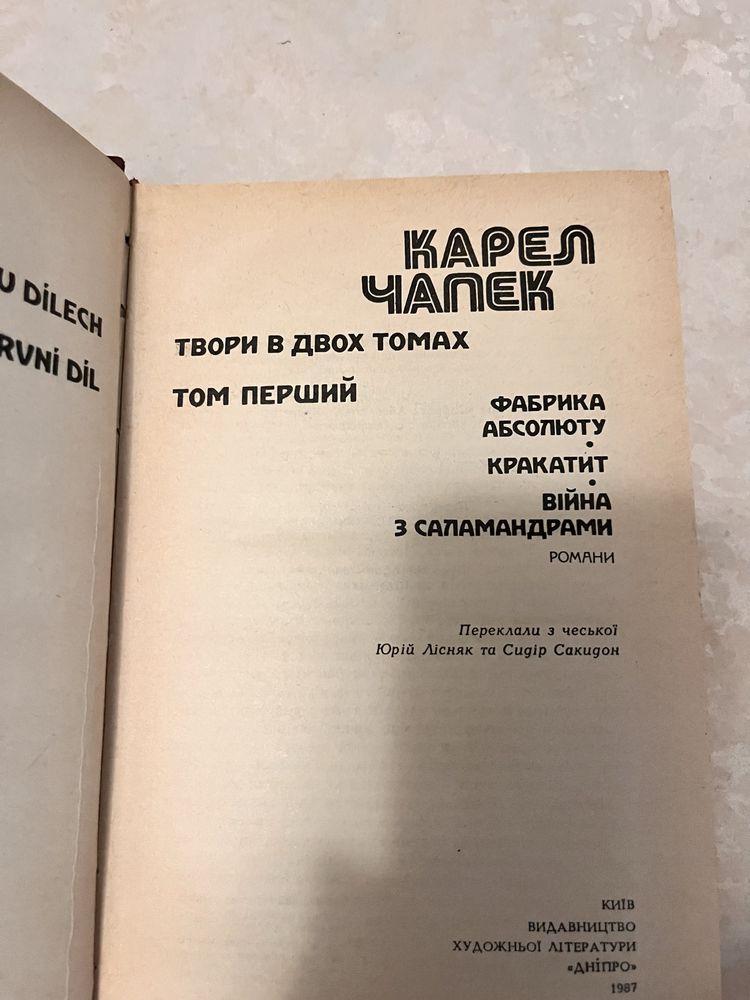 U DÍLECH
RVNÍ DÍL
КАРЕЛ
ЧАПЕК
ТВОРИ В ДВОХ ТОМАХ
ТОМ ПЕРШИЙ
ФАБРИКА
АБСОЛЮТУ
•
КРАКАТИТ
•
ВІЙНА
З САЛАМАНДРАМИ
РОМАНИ
Переклали з чеської
Юрій Лісняк та Сидір Сакидон
КИЇВ
ВИДАВНИЦТВО
ХУДОЖНЬОЇ ЛІТЕРАТУРИ
«ДНІПРО»
1987